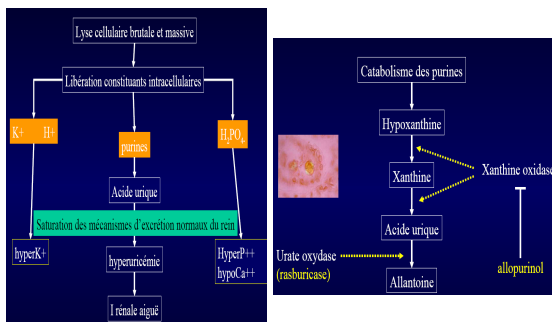 Lyse cellulaire brutale et massive
Libération constituants intracellulaires
K+ H+
purines
H2PO4-
Acide urique
Saturation des mécanismes d'excrétion normaux du rein
hyperK+
hyperuricémie
HyperP++
hypoCa++
I rénale aiguë
Catabolisme des purines
Hypoxanthine
Xanthine
Xanthine oxidase
Acide urique
Urate oxydase
(rasburicase)
allopurinol
Allantoine